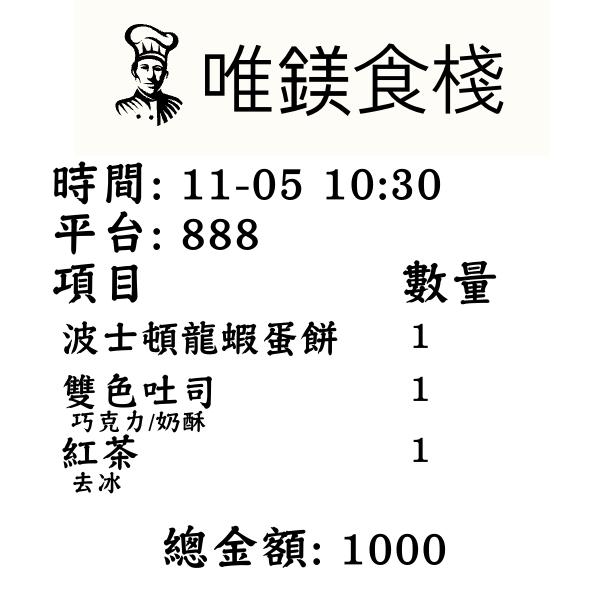 唯鎂食棧
時間: 11-05 10:30
平台: 888
項目 數量
波士頓龍蝦蛋餅 1
雙色吐司 1
巧克力/奶酥
紅茶 1
去冰
總金額: 1000